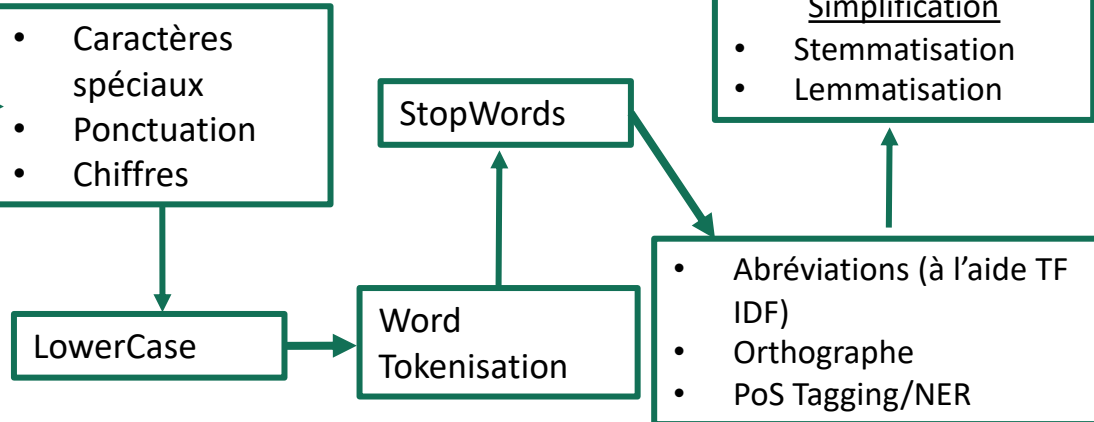 • Caractères
spéciaux
• Ponctuation
• Chiffres
LowerCase
Word
Tokenisation
StopWords
• Abréviations (à l’aide TF
IDF)
• Orthographe
• PoS Tagging/NER
Simplification
• Stemmatisation
• Lemmatisation